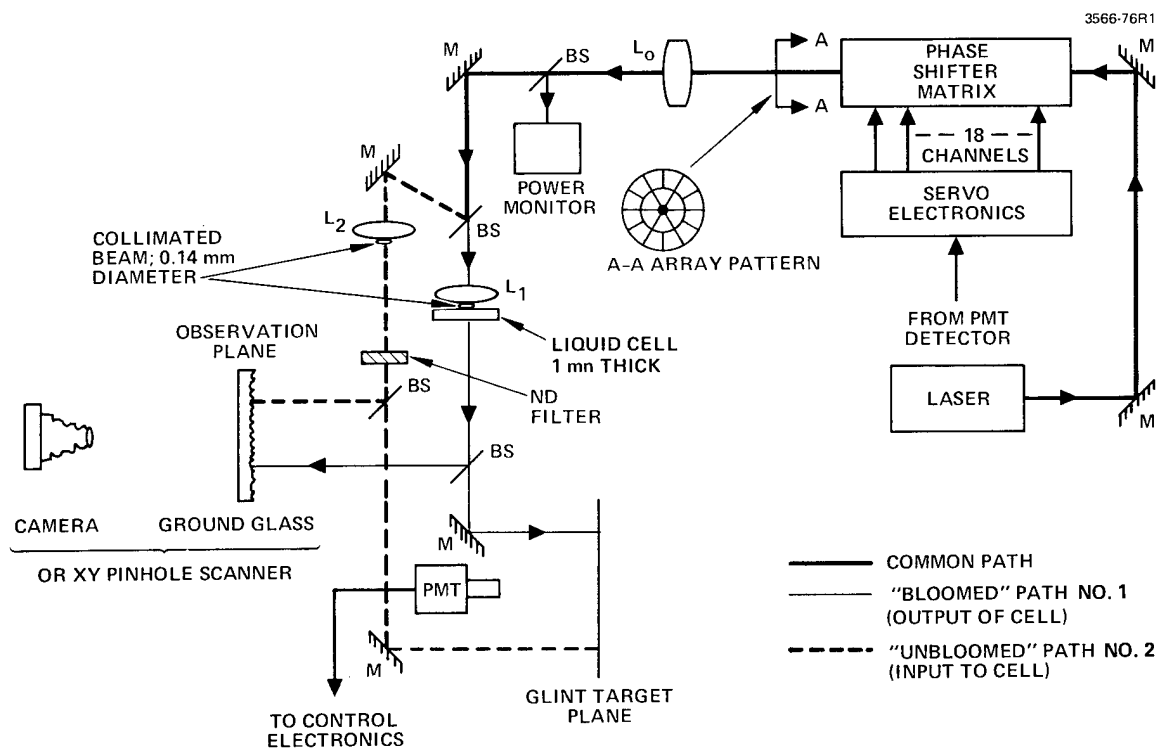 3566-76R1
M
BS
L₀
A
PHASE
SHIFTER
MATRIX
M
A
18
CHANNELS
SERVO
ELECTRONICS
POWER
MONITOR
A-A ARRAY PATTERN
FROM PMT
DETECTOR
LASER
M
M
BS
L₂
COLLIMATED
BEAM; 0.14 mm
DIAMETER
L₁
LIQUID CELL
1 mn THICK
OBSERVATION
PLANE
BS
ND
FILTER
BS
CAMERA
GROUND GLASS
OR XY PINHOLE SCANNER
M
PMT
M
TO CONTROL
ELECTRONICS
GLINT TARGET
PLANE
COMMON PATH
"BLOOMED" PATH NO. 1
(OUTPUT OF CELL)
"UNBLOOMED" PATH NO. 2
(INPUT TO CELL)